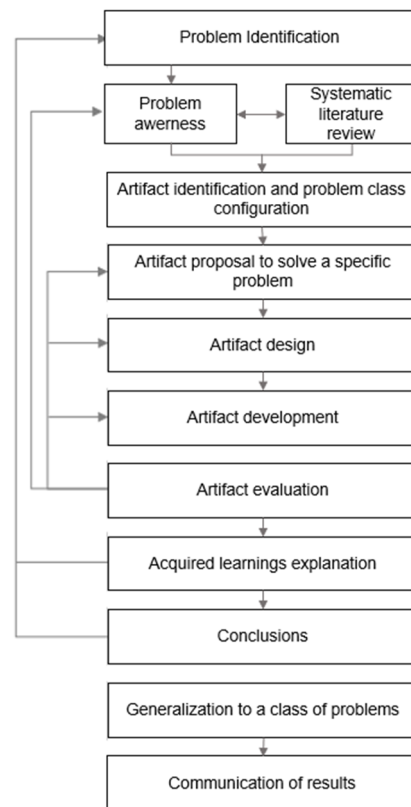 Problem Identification
Problem
awerness
Systematic
literature
review
Artifact identification and problem class
configuration
Artifact proposal to solve a specific
problem
Artifact design
Artifact development
Artifact evaluation
Acquired learnings explanation
Conclusions
Generalization to a class of problems
Communication of results